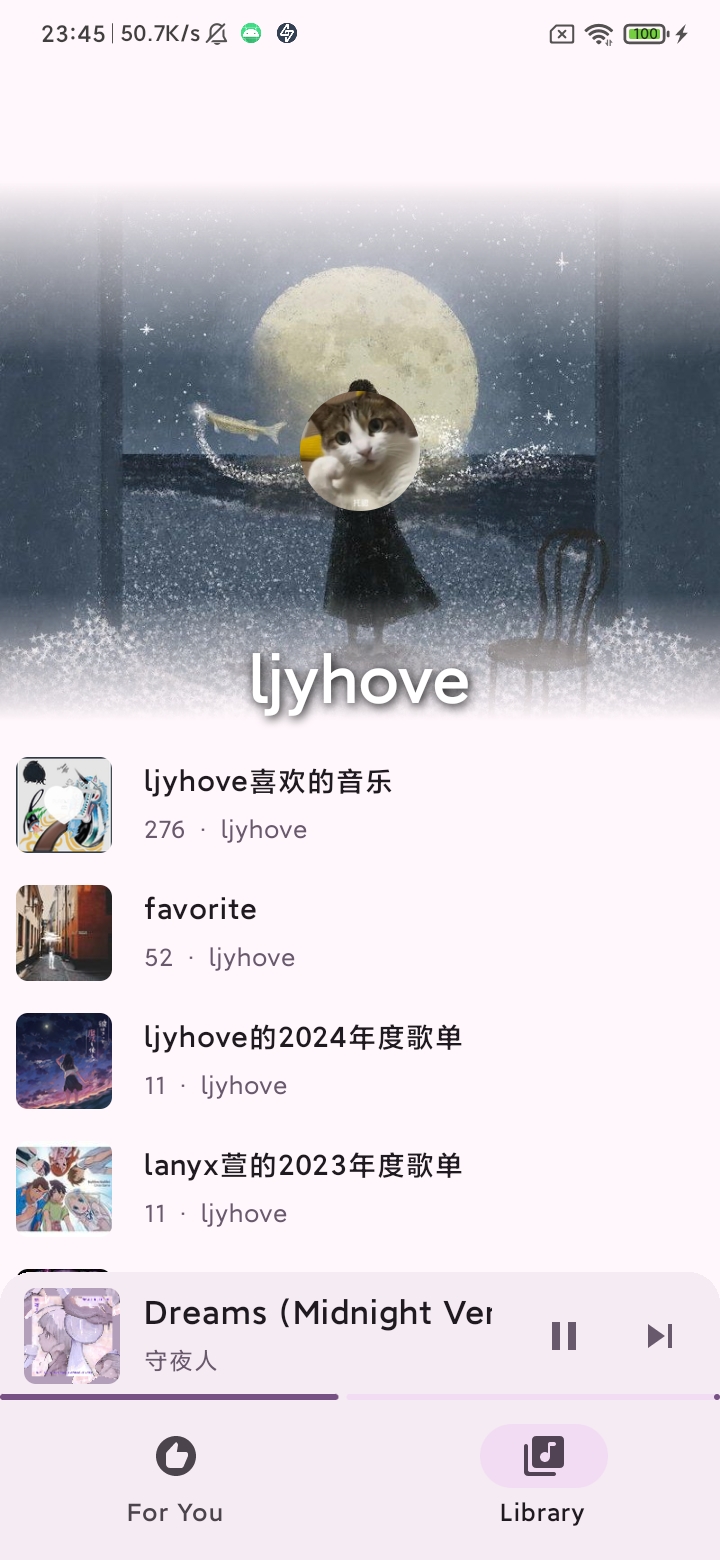 23:45 50.7K/s 100
ljyhove
ljyhove喜欢的音乐
276 · ljyhove
favorite
52 · ljyhove
ljyhove的2024年度歌单
11 · ljyhove
lanyx萱的2023年度歌单
11 · ljyhove
Dreams (Midnight Ver
守夜人
For You
Library